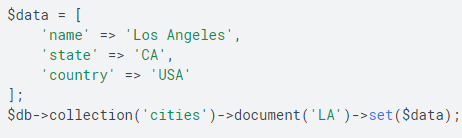 $data = [
    'name' => 'Los Angeles',
    'state' => 'CA',
    'country' => 'USA'
];
$db->collection('cities')->document('LA')->set($data);